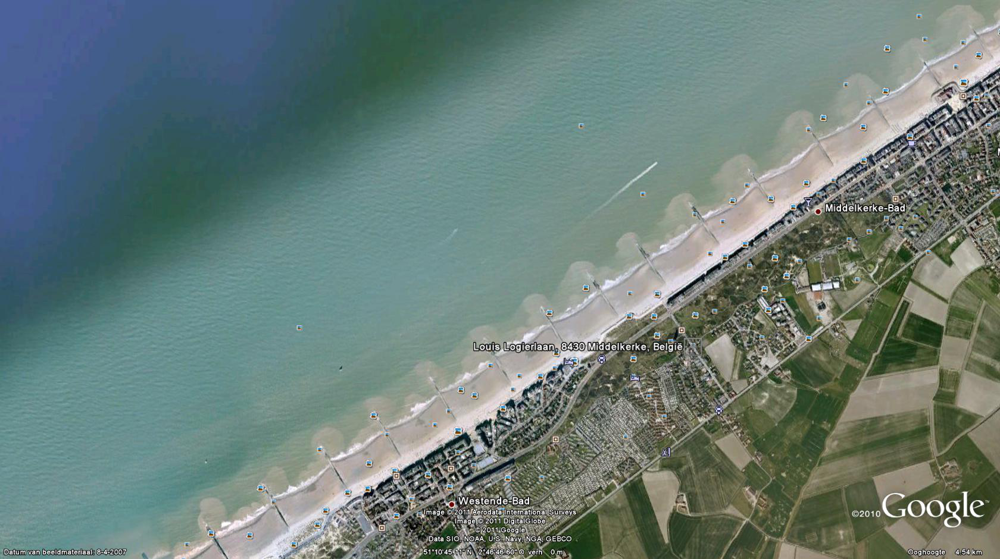 Middelkerke-Bad
Louis Logierlaan, 8430 Middelkerke, België
Westende-Bad
Image © 2011 Aerodata International Surveys
Image © 2011 DigitalGlobe
© 2011 Google
Data SIO, NOAA, U.S. Navy, NGA, GEBCO
©2010 Google™
Datum van beeldmateriaal: 8-4-2007
51°10'45.11" N 2°46'46.60" O verh 0 m
Ooghoogte 4.54 km